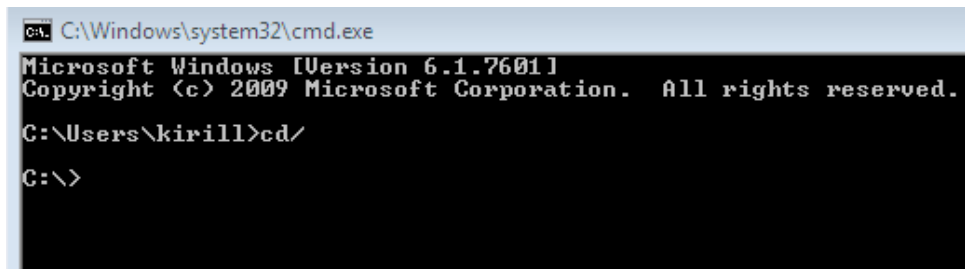 C:\Windows\system32\cmd.exe
Microsoft Windows [Version 6.1.7601]
Copyright (c) 2009 Microsoft Corporation.  All rights reserved.
C:\Users\kirill>cd/
C:\>